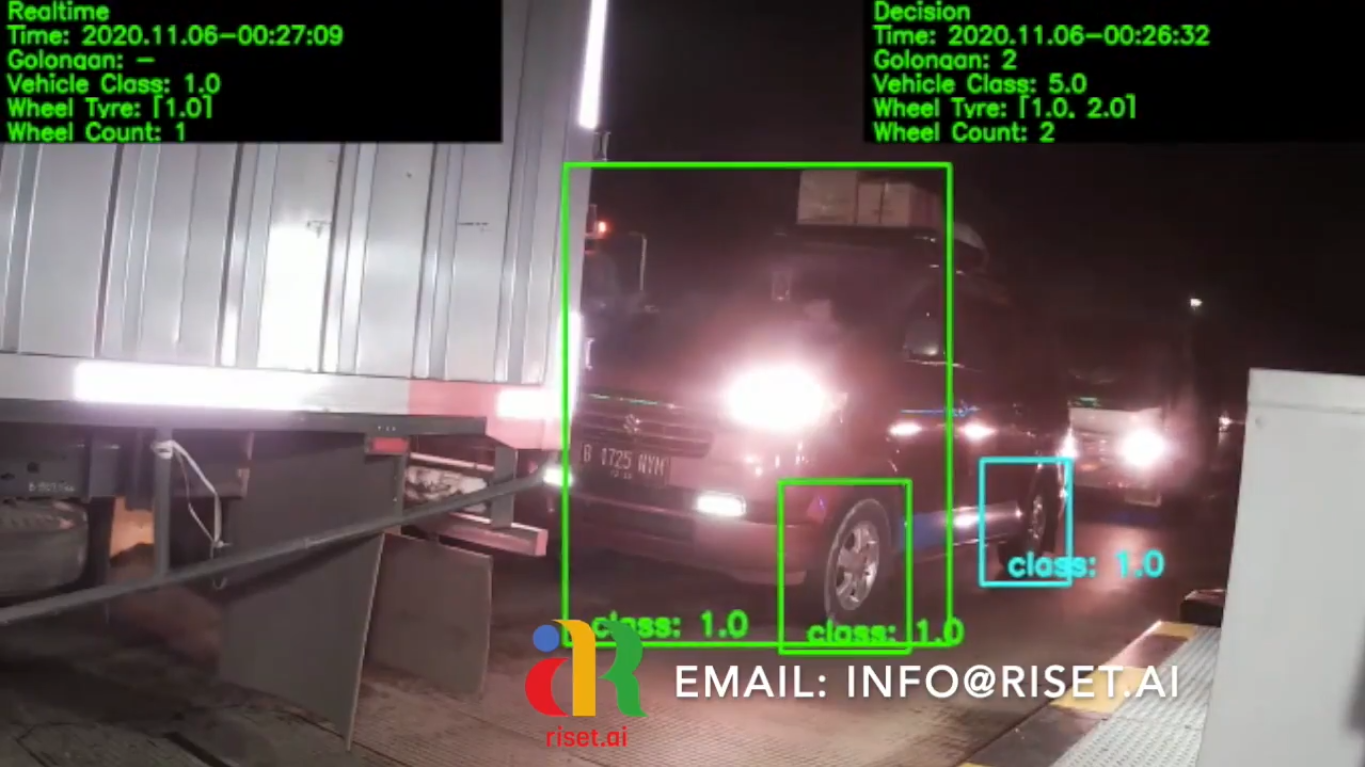 Realtime
Time: 2020.11.06-00:27:09
Golongan: -
Vehicle Class: 1.0
Wheel Tyre: [1.0]
Wheel Count: 1
Decision
Time: 2020.11.06-00:26:32
Golongan: 2
Vehicle Class: 5.0
Wheel Tyre: [1.0. 2.0]
Wheel Count: 2
B 1725 NYM
class: 1.0
class: 1.0
class: 1.0
EMAIL: INFO@RISET.AI
riset.ai